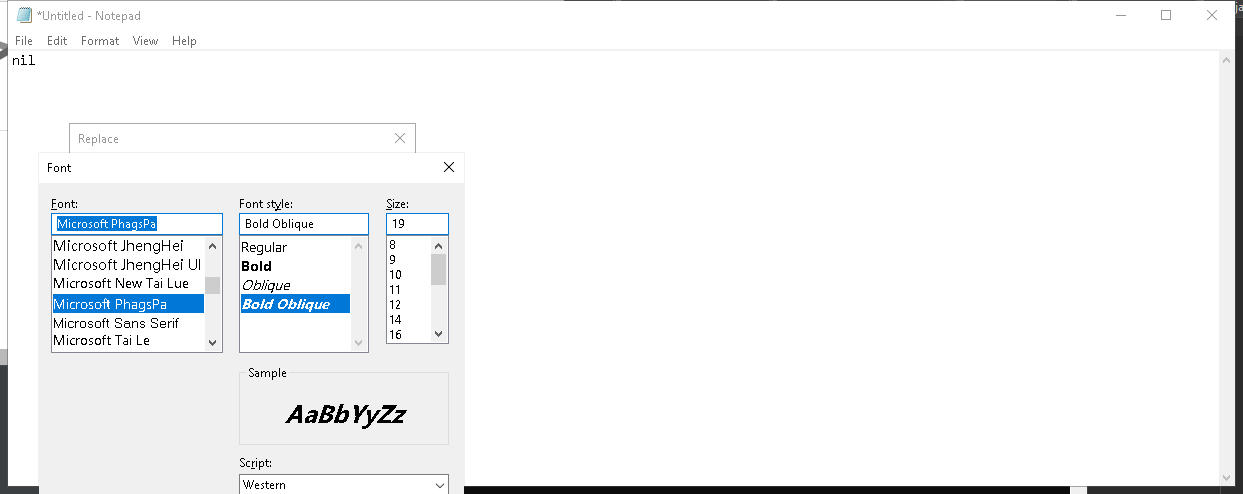 *Untitled - Notepad
File Edit Format View Help
nil
Replace
Font
Font: Font style: Size:
Microsoft PhagsPa Bold Oblique 19
Microsoft JhengHei Regular 8
Microsoft JhengHei UI Bold 9
Microsoft New Tai Lue Oblique 10
Microsoft PhagsPa Bold Oblique 11
Microsoft Sans Serif 12
Microsoft Tai Le 14
16
Sample
AaBbYyZz
Script:
Western